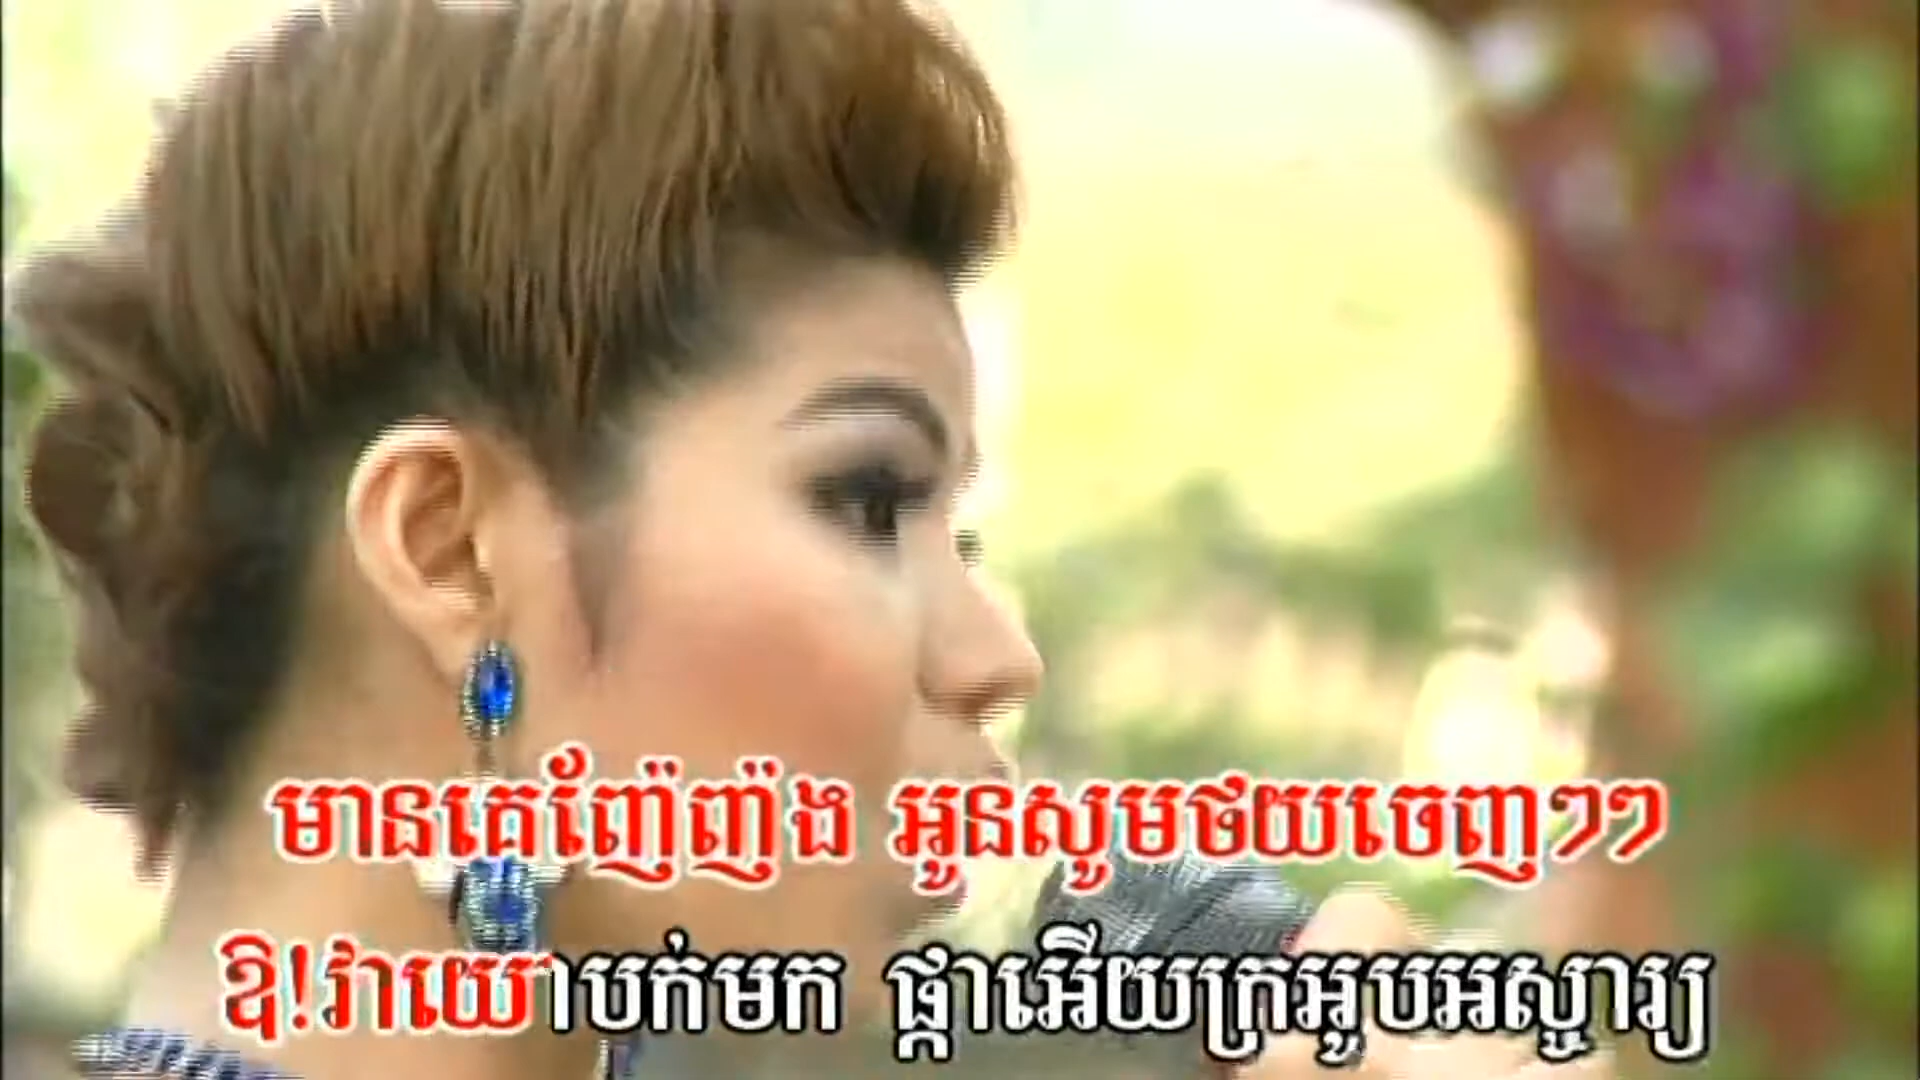 មានគេញ៉ែញ៉ង អូនសូមថយចេញៗៗ
ឱ!វាយោបក់មក ផ្កាអើយក្រអូបអស្ចារ្យ